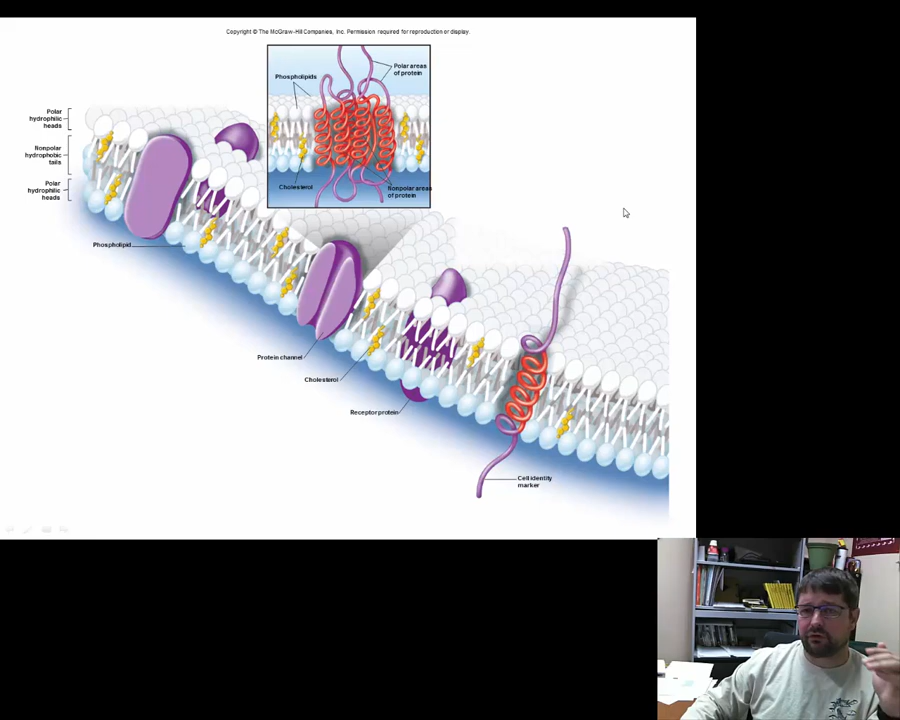 Copyright © The McGraw-Hill Companies, Inc. Permission required for reproduction or display.
Polar areas
of protein
Phospholipids
Cholesterol
Nonpolar areas
of protein
Polar
hydrophilic
heads
Nonpolar
hydrophobic
tails
Polar
hydrophilic
heads
Phospholipid
Protein channel
Cholesterol
Receptor protein
Cell identity
marker